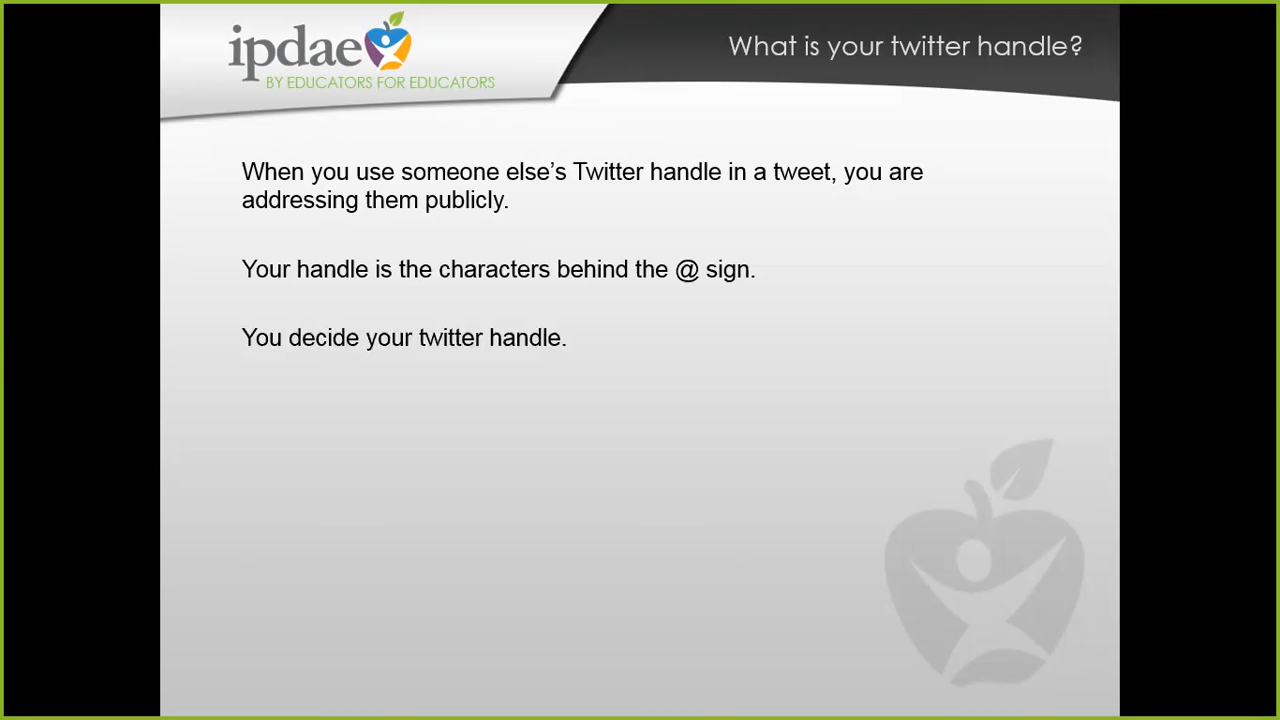 ipdae
BY EDUCATORS FOR EDUCATORS
What is your twitter handle?
When you use someone else’s Twitter handle in a tweet, you are
addressing them publicly.
Your handle is the characters behind the @ sign.
You decide your twitter handle.